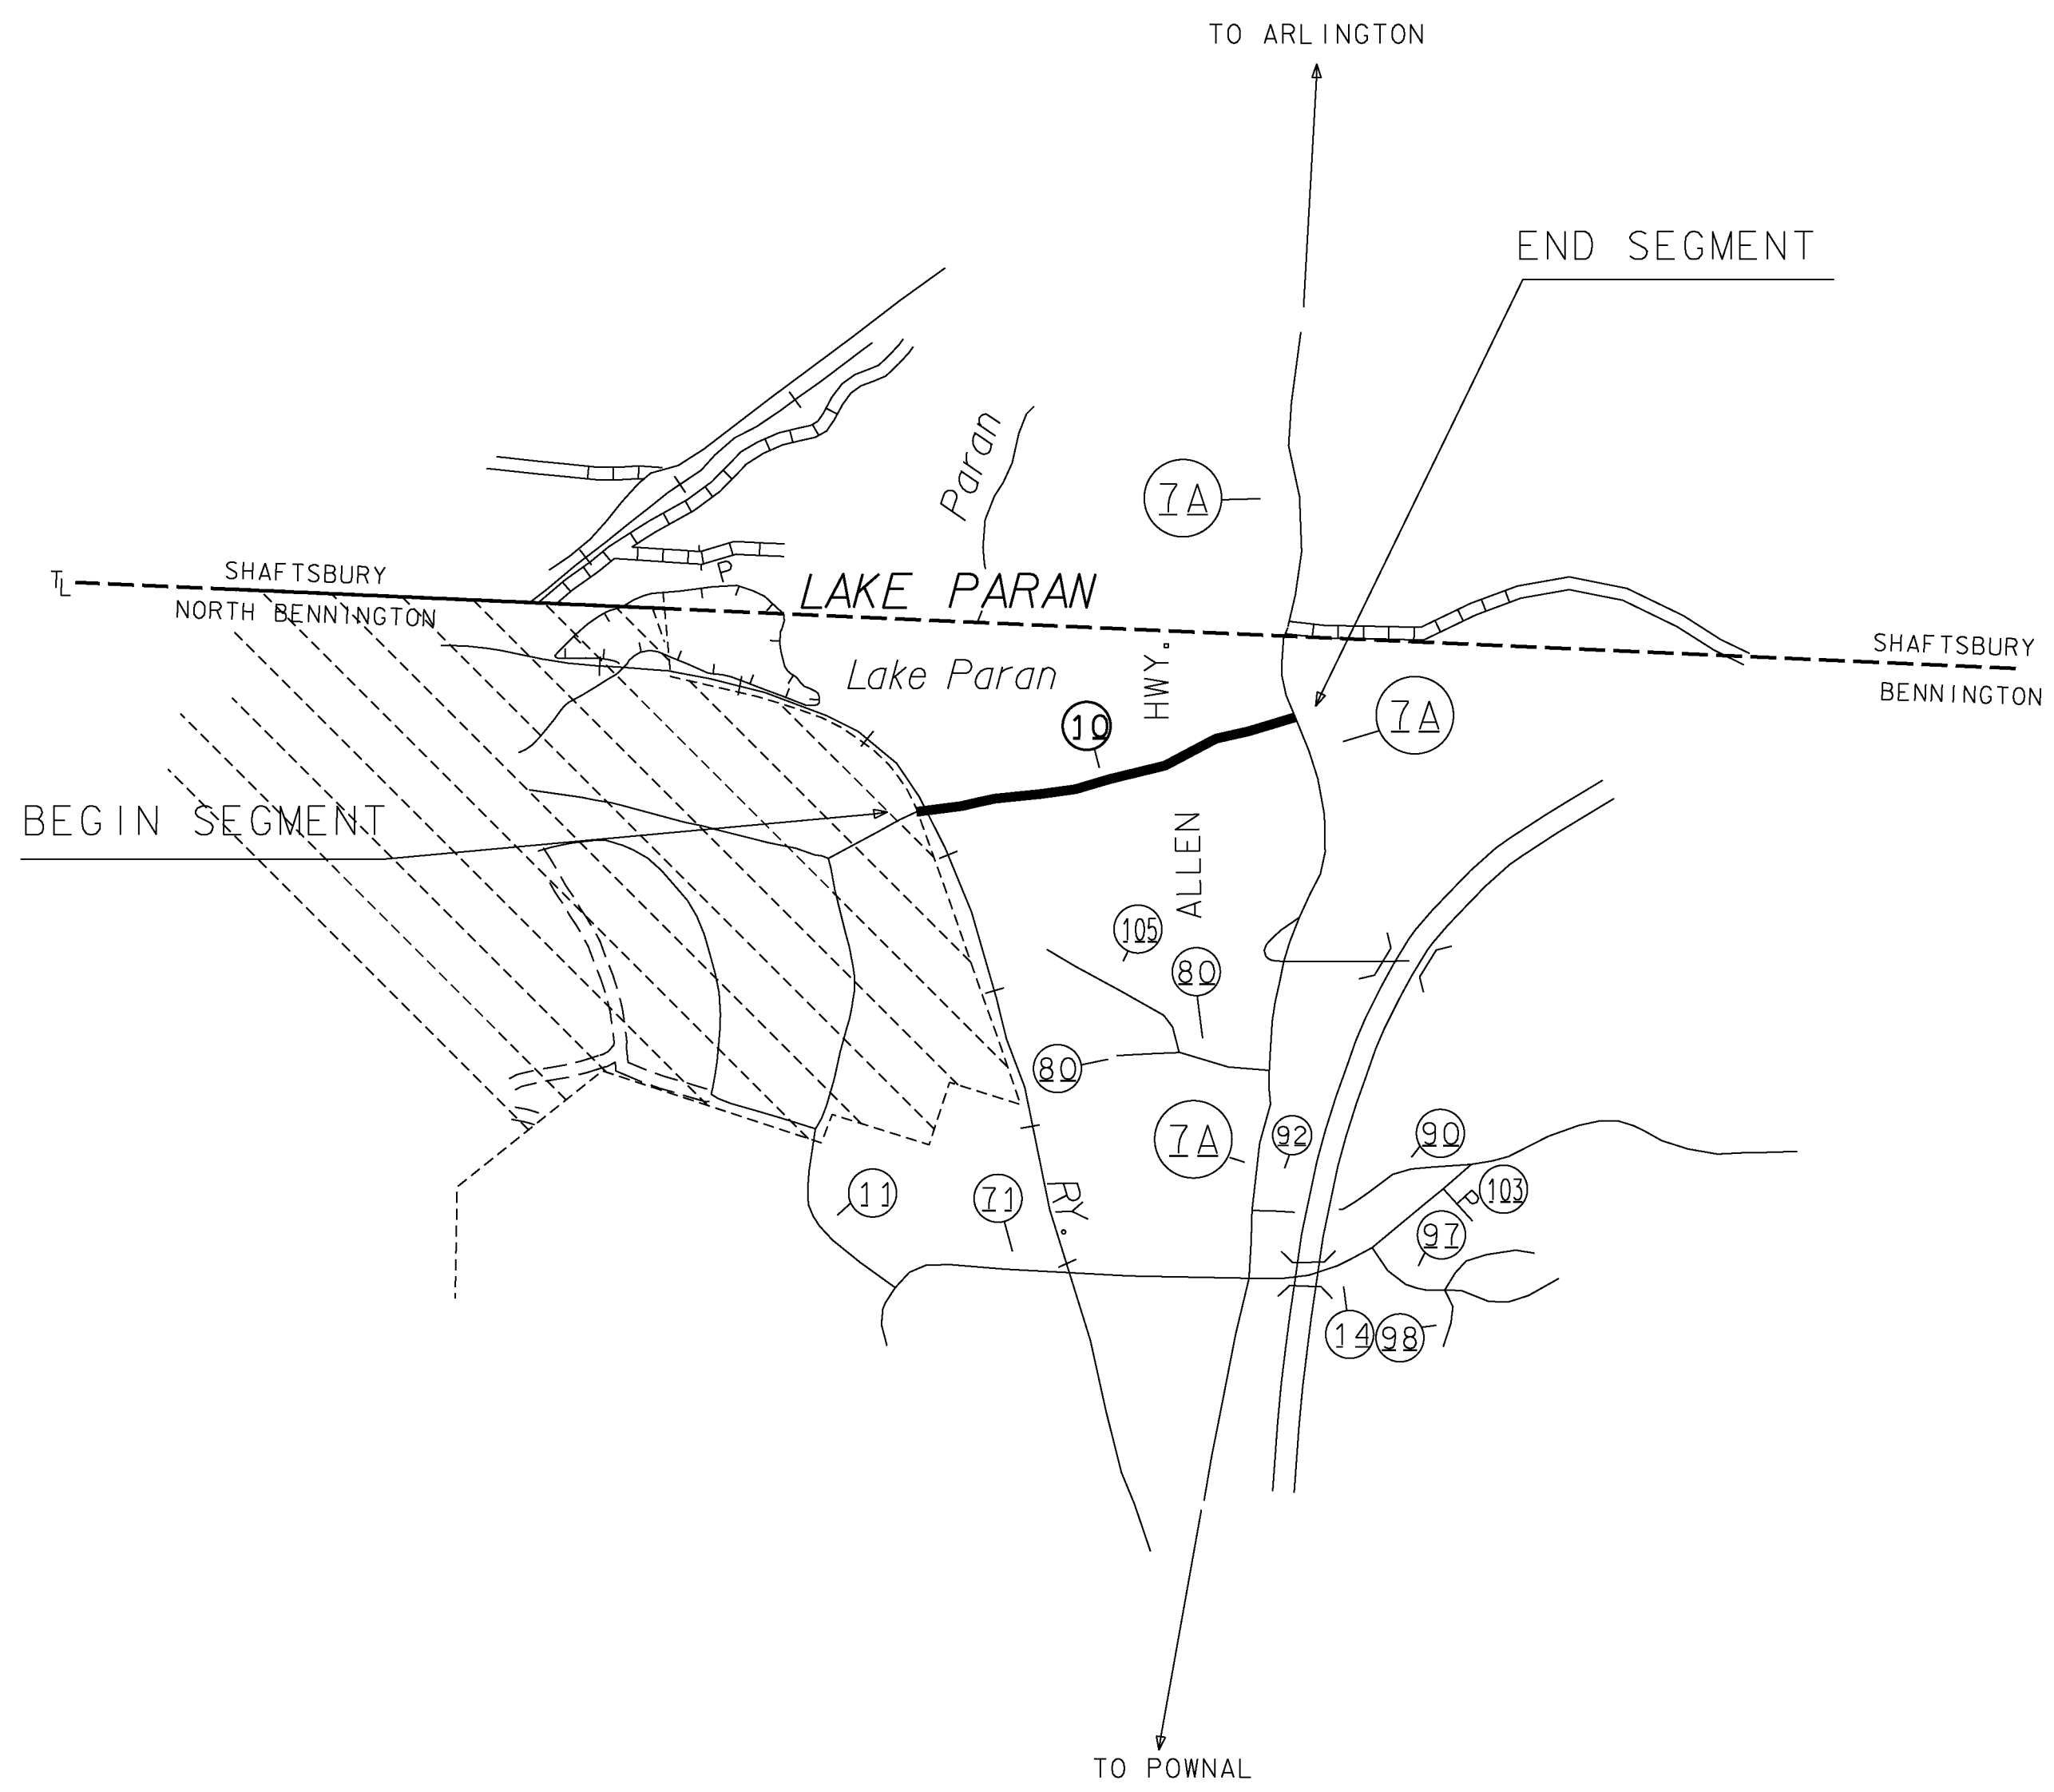 TO ARLINGTON
END SEGMENT
Paran
7A
SHAFTSBURY
TL
P
LAKE PARAN
NORTH BENNINGTON
SHAFTSBURY
Lake Paran
HWY.
BENNINGTON
7A
10
BEGIN SEGMENT
ALLEN
105
80
80
7A
92
90
11
71
RY.
P
103
97
14
98
TO POWNAL